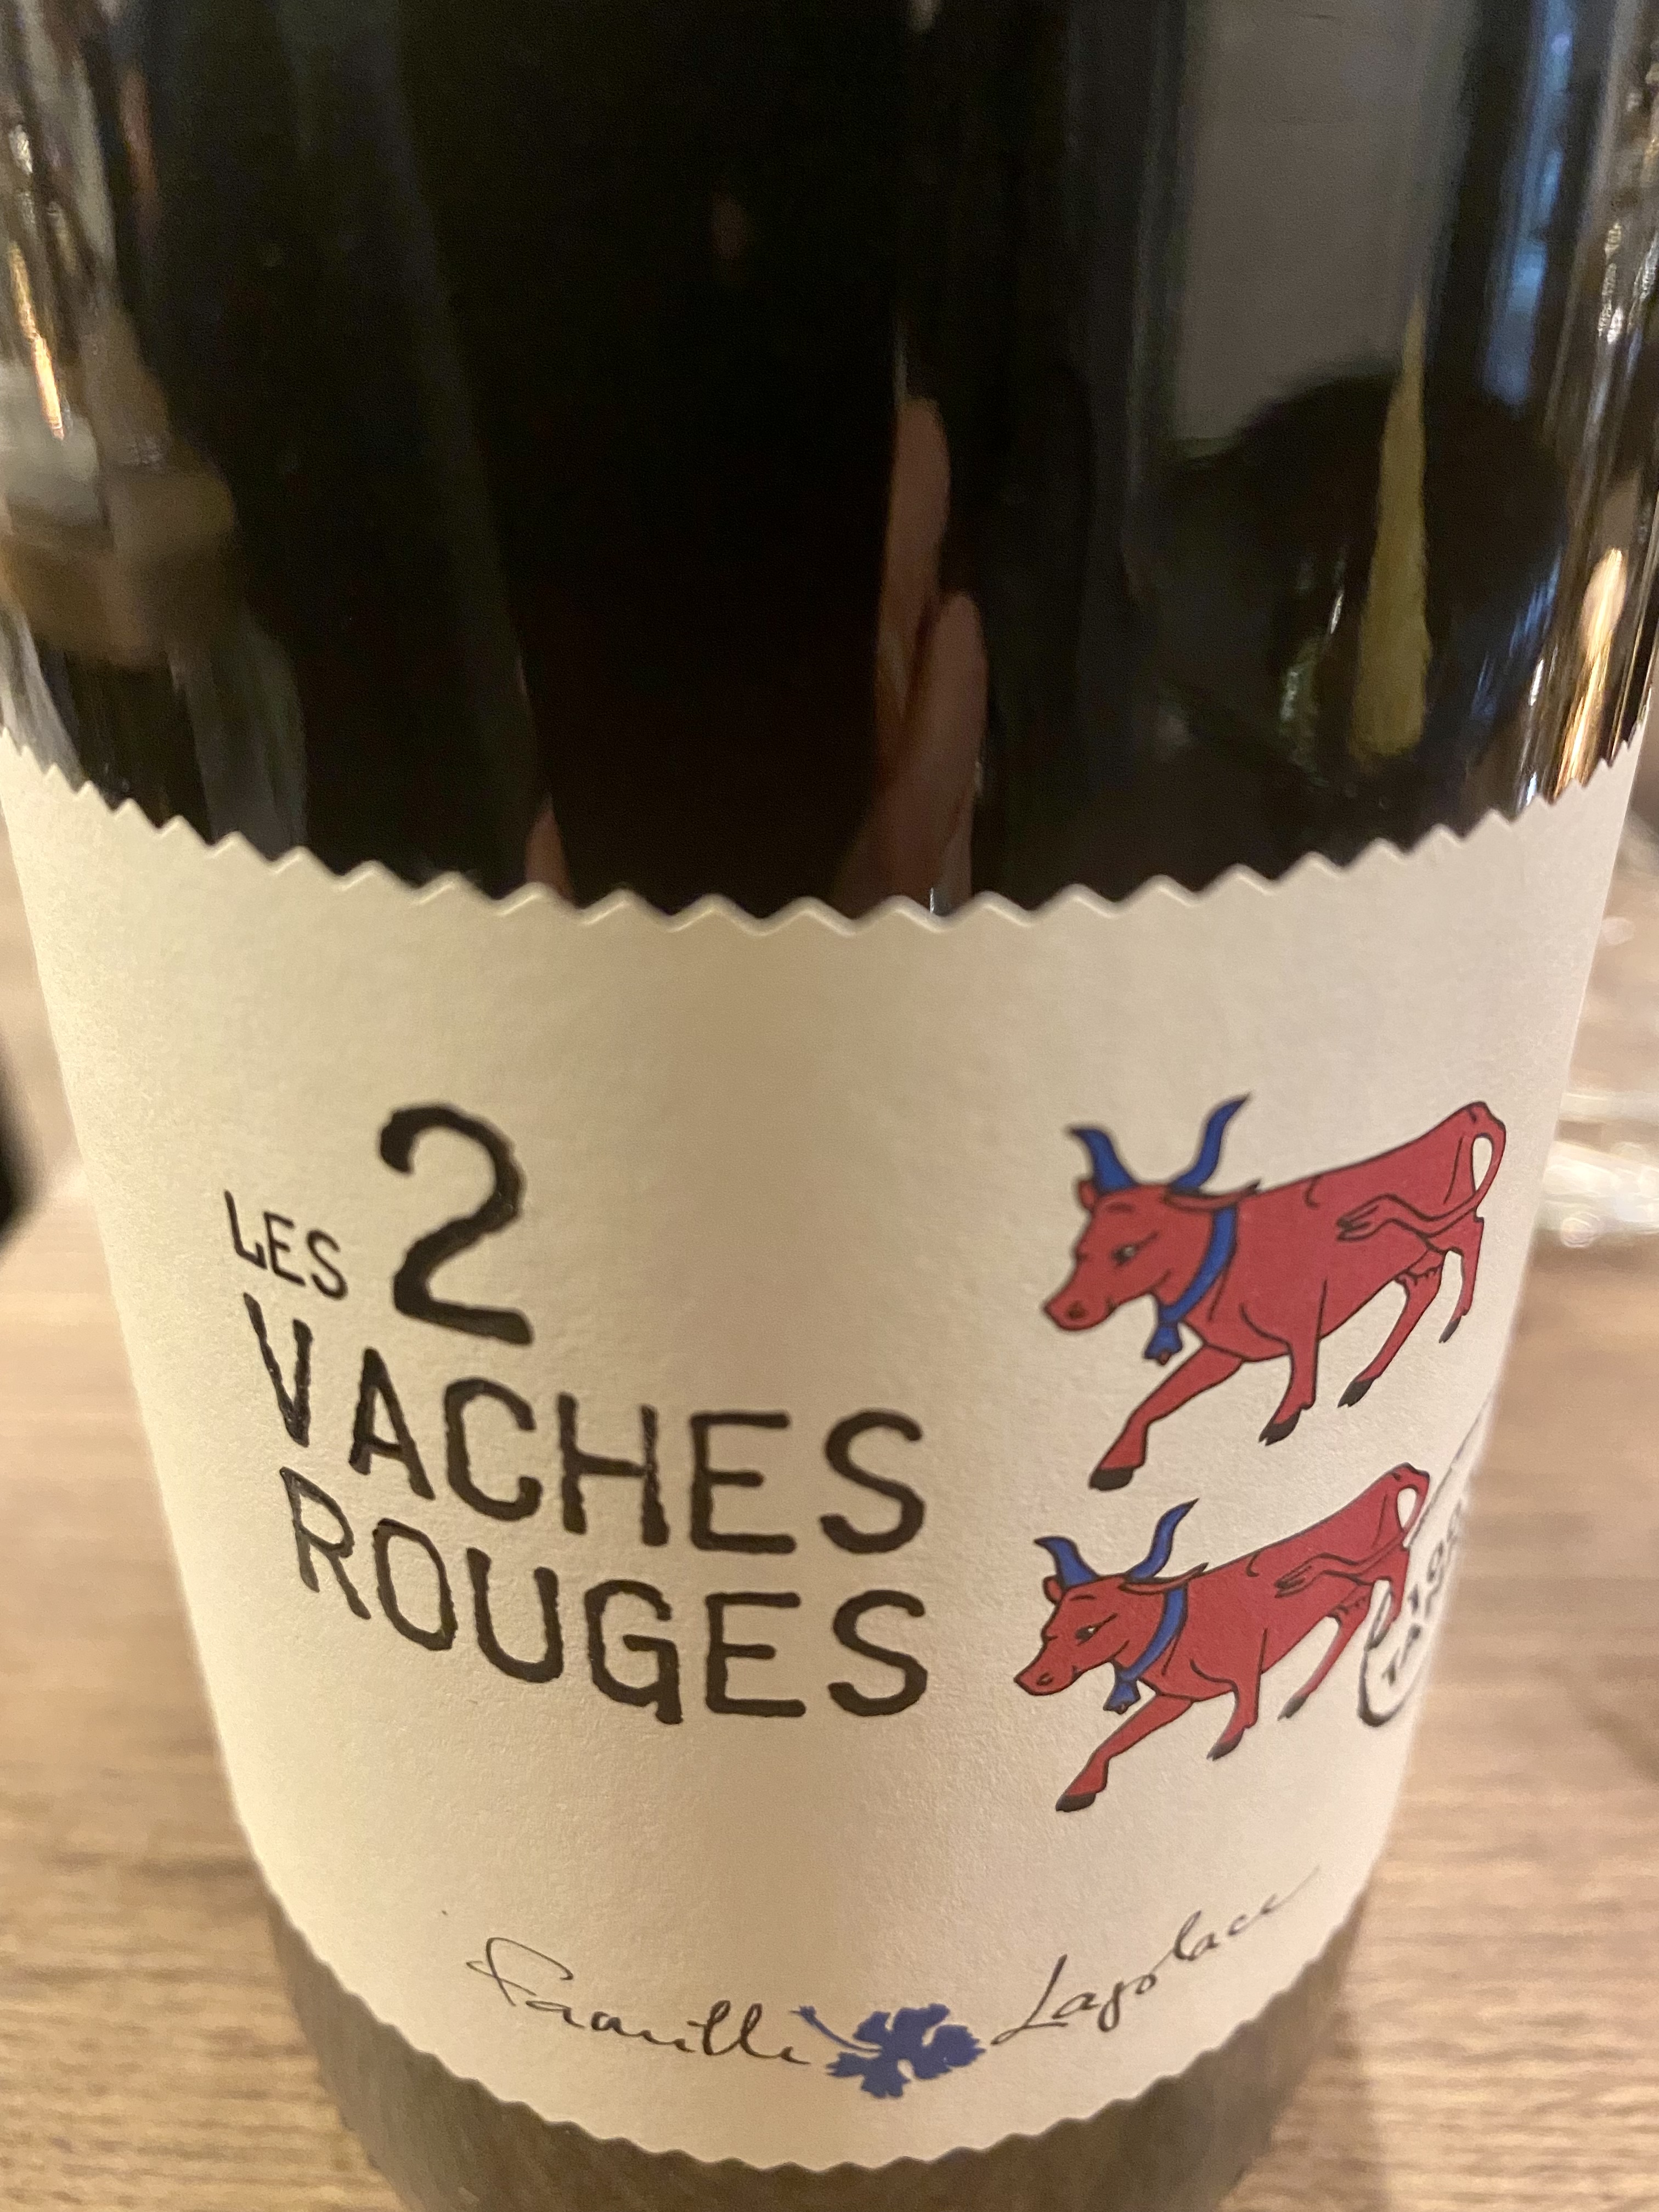 LES 2
VACHES
ROUGES
Famille Laplace